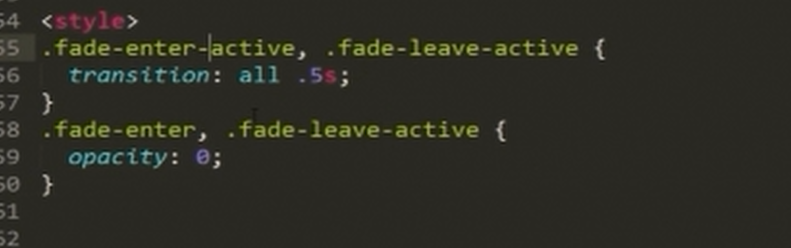 54 <style>
55 .fade-enter-active, .fade-leave-active {
56 transition: all .5s;
57 }
58 .fade-enter, .fade-leave-active {
59 opacity: 0;
60 }
61
62